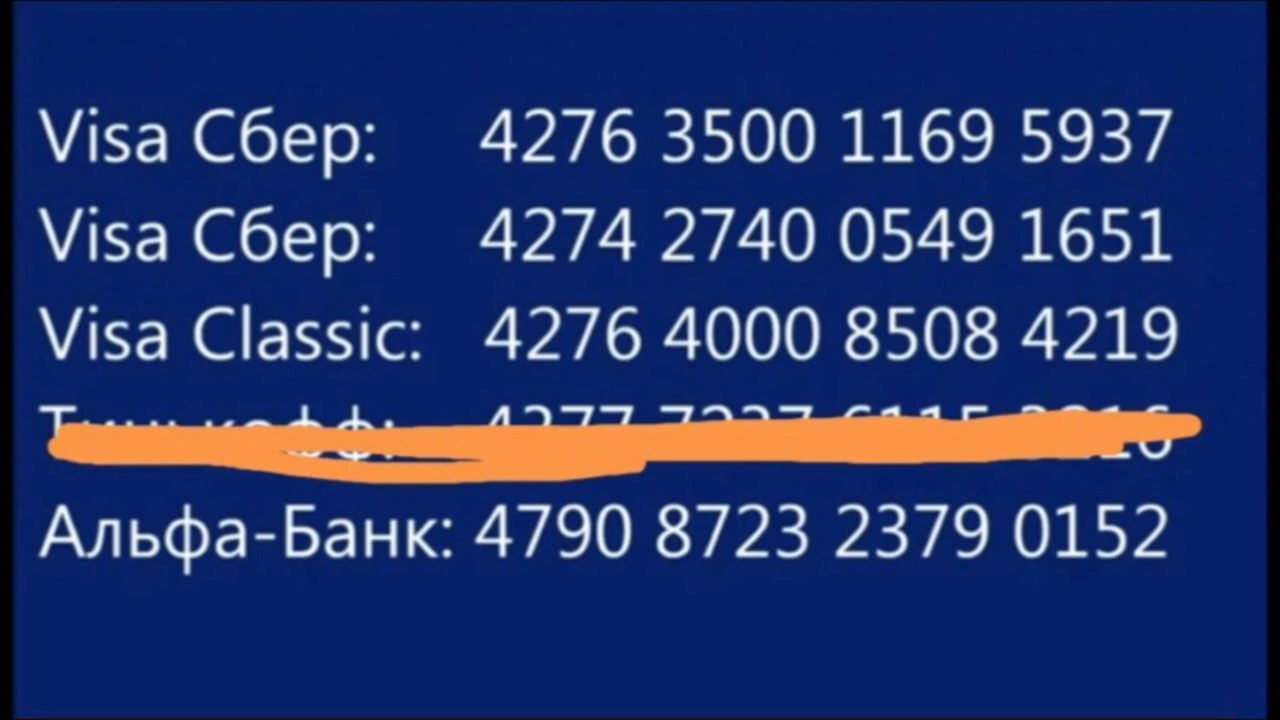 Visa Сбер: 4276 3500 1169 5937
Visa Сбер: 4274 2740 0549 1651
Visa Classic: 4276 4000 8508 4219
Тинькофф:
Альфа-Банк: 4790 8723 2379 0152